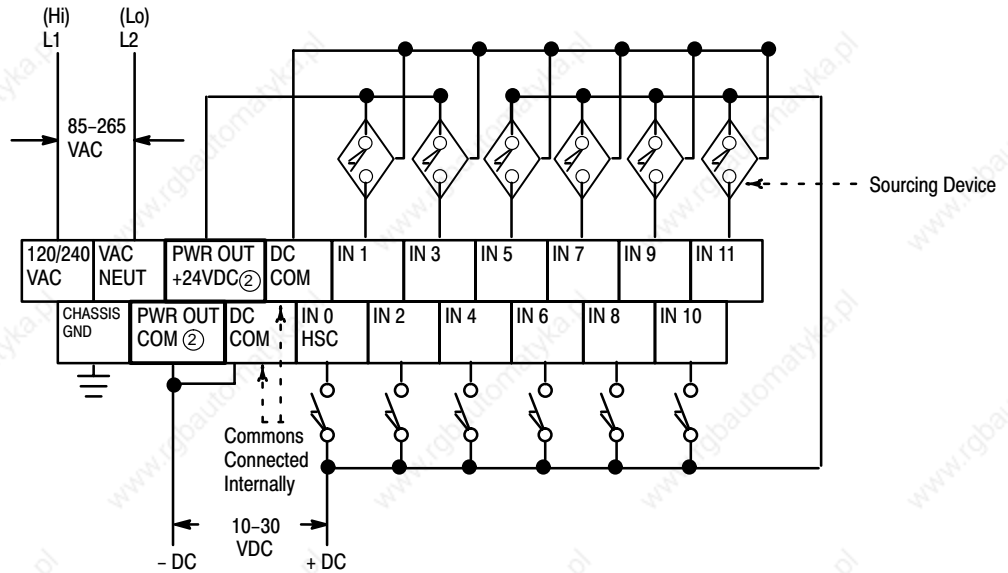 (Hi)
L1
(Lo)
L2
85–265
VAC
Sourcing Device
120/240
VAC
VAC
NEUT
PWR OUT
+24VDC②
DC
COM
IN 1
IN 3
IN 5
IN 7
IN 9
IN 11
CHASSIS
GND
PWR OUT
COM ②
DC
COM
IN 0
HSC
IN 2
IN 4
IN 6
IN 8
IN 10
Commons
Connected
Internally
10–30
VDC
– DC
+ DC
www.rgbautomatyka.pl